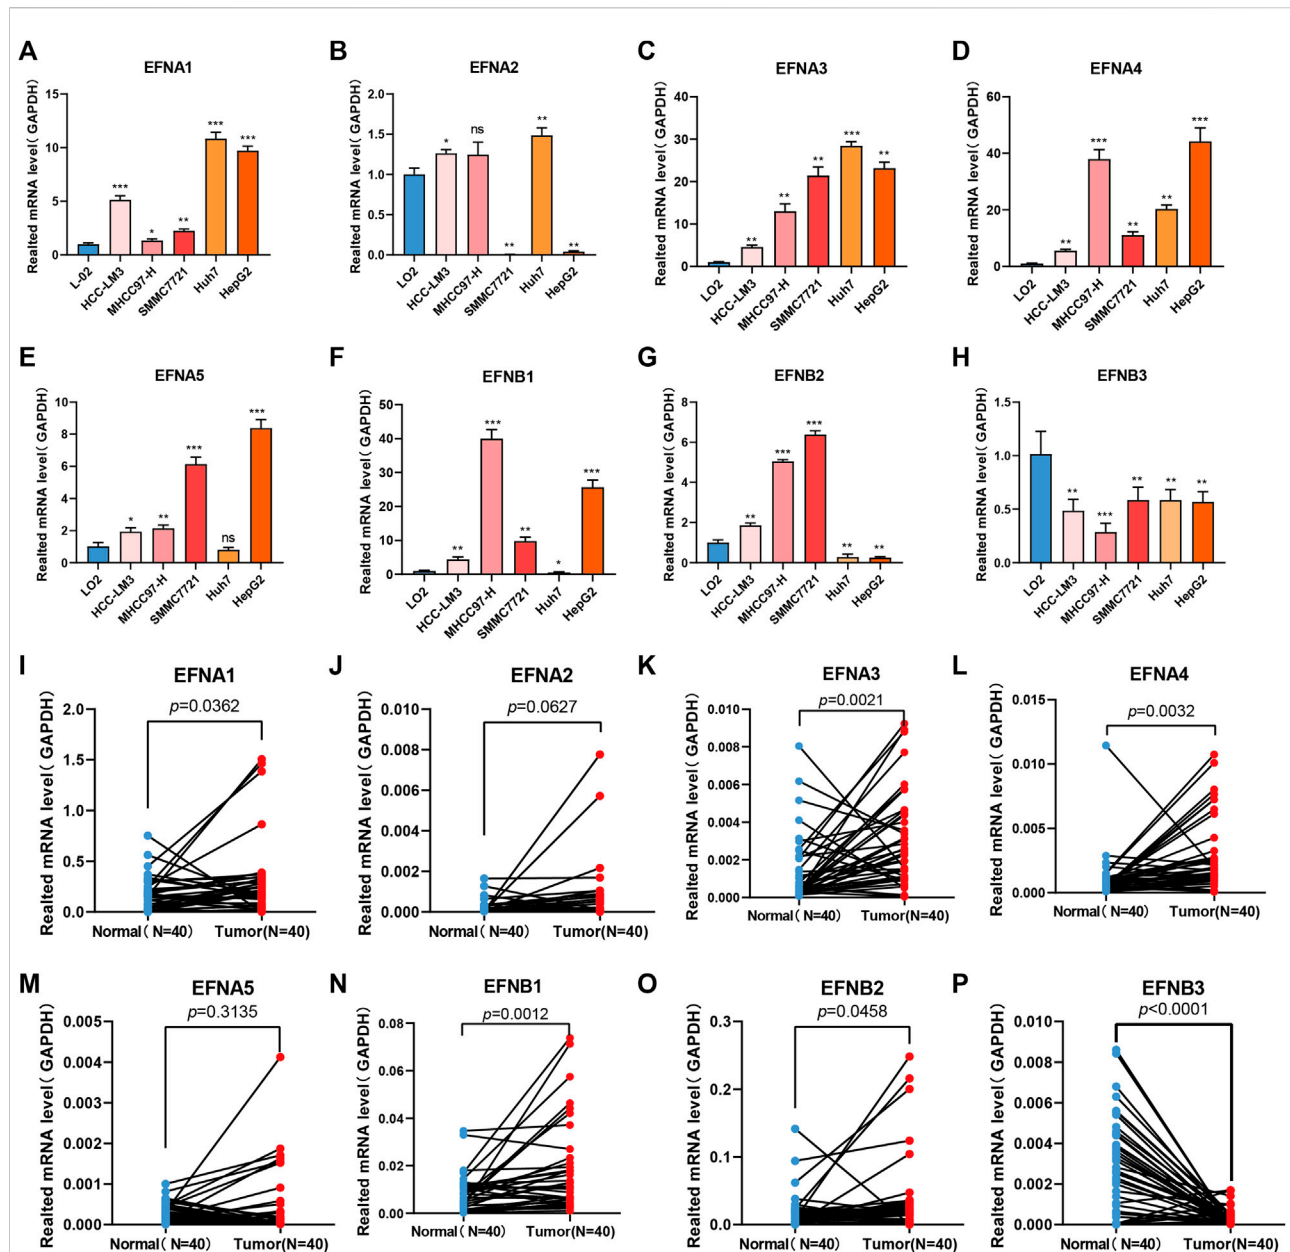 A
EFNA1
Realted mRNA level( GAPDH)
15
10
5
0
***
*
**
***
***
L-02
HCC-LM3
MHCC97-H
SMMC7721
Huh7
HepG2
B
EFNA2
Realted mRNA level( GAPDH)
2.0
1.5
1.0
0.5
0.0
*
ns
**
**
**
LO2
HCC-LM3
MHCC97-H
SMMC7721
Huh7
HepG2
C
EFNA3
Realted mRNA level( GAPDH)
40
30
20
10
0
**
**
**
***
**
LO2
HCC-LM3
MHCC97-H
SMMC7721
Huh7
HepG2
D
EFNA4
Realted mRNA level( GAPDH)
60
40
20
0
**
***
**
**
***
LO2
HCC-LM3
MHCC97-H
SMMC7721
Huh7
HepG2
E
EFNA5
Realted mRNA level( GAPDH)
10
8
6
4
2
0
*
**
***
ns
***
LO2
HCC-LM3
MHCC97-H
SMMC7721
Huh7
HepG2
F
EFNB1
Realted mRNA level( GAPDH)
50
40
30
20
10
0
**
***
**
*
***
LO2
HCC-LM3
MHCC97-H
SMMC7721
Huh7
HepG2
G
EFNB2
Realted mRNA level( GAPDH)
8
6
4
2
0
**
***
***
**
**
LO2
HCC-LM3
MHCC97-H
SMMC7721
Huh7
HepG2
H
EFNB3
Realted mRNA level( GAPDH)
1.5
1.0
0.5
0.0
**
***
**
**
**
LO2
HCC-LM3
MHCC97-H
SMMC7721
Huh7
HepG2
I
EFNA1
p=0.0362
Realted mRNA level( GAPDH)
2.0
1.5
1.0
0.5
0.0
Normal( N=40)
Tumor(N=40)
J
EFNA2
p=0.0627
Realted mRNA level( GAPDH)
0.010
0.008
0.006
0.004
0.002
0.000
Normal( N=40)
Tumor(N=40)
K
EFNA3
p=0.0021
Realted mRNA level( GAPDH)
0.010
0.008
0.006
0.004
0.002
0.000
Normal( N=40)
Tumor(N=40)
L
EFNA4
p=0.0032
Realted mRNA level( GAPDH)
0.015
0.010
0.005
0.000
Normal( N=40)
Tumor(N=40)
M
EFNA5
p=0.3135
Realted mRNA level( GAPDH)
0.005
0.004
0.003
0.002
0.001
0.000
Normal( N=40)
Tumor(N=40)
N
EFNB1
p=0.0012
Realted mRNA level( GAPDH)
0.08
0.06
0.04
0.02
0.00
Normal( N=40)
Tumor(N=40)
O
EFNB2
p=0.0458
Realted mRNA level( GAPDH)
0.3
0.2
0.1
0.0
Normal( N=40)
Tumor(N=40)
P
EFNB3
p<0.0001
Realted mRNA level( GAPDH)
0.010
0.008
0.006
0.004
0.002
0.000
Normal( N=40)
Tumor(N=40)